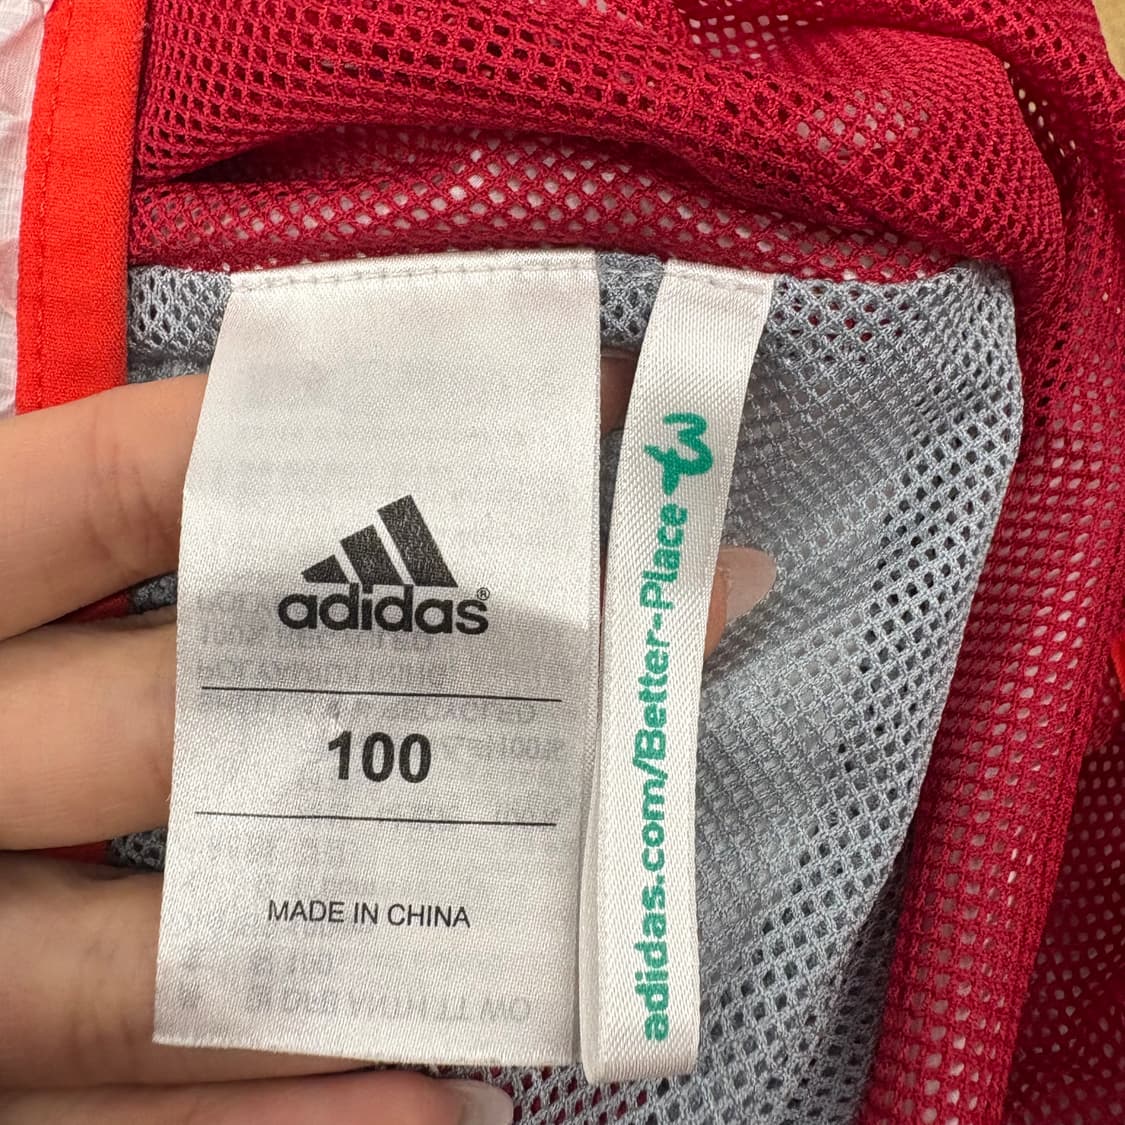 adidas®
100
MADE IN CHINA
adidas.com/Better-Place